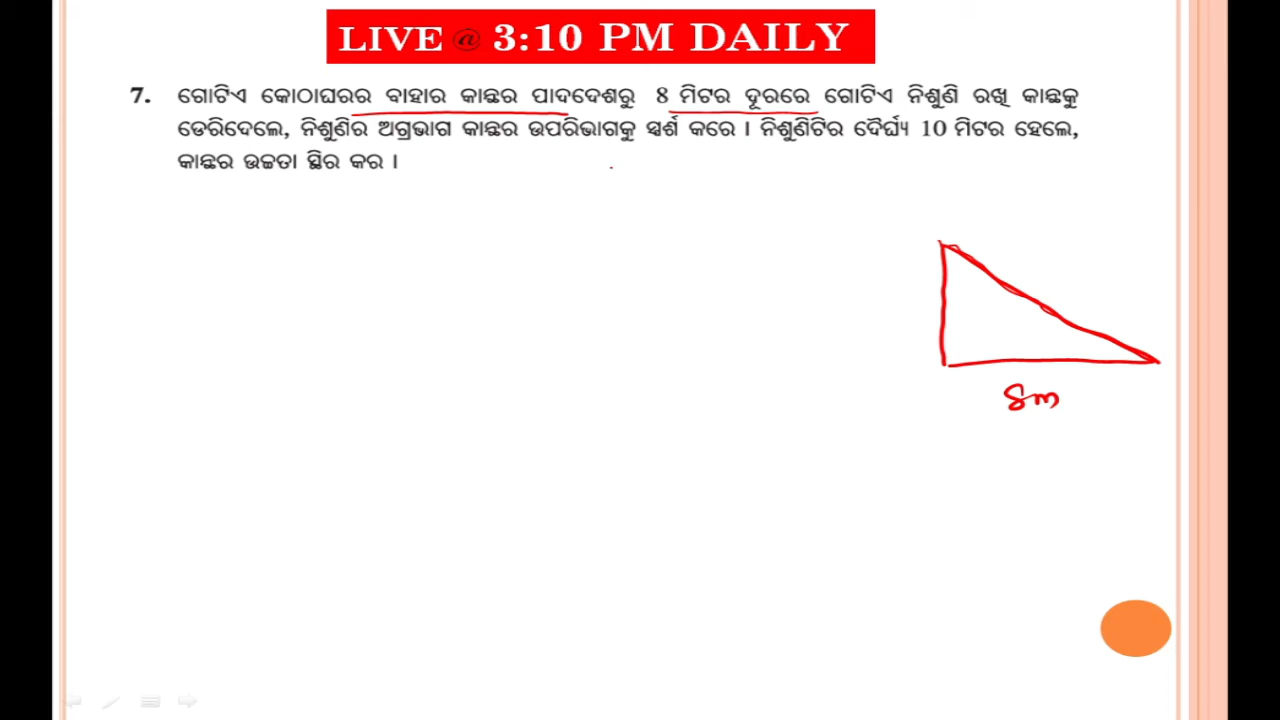 LIVE @ 3:10 PM DAILY
7. ଗୋଟିଏ କୋଠାଘରର ବାହାର କାନ୍ଥର ପାଦଦେଶରୁ 8 ମିଟର ଦୂରରେ ଗୋଟିଏ ନିଶୁଣି ରଖି କାନ୍ଥକୁ
ଡେରିଦେଲେ, ନିଶୁଣିର ଅଗ୍ରଭାଗ କାନ୍ଥର ଉପରିଭାଗକୁ ସ୍ପର୍ଶ କରେ । ନିଶୁଣିଟିର ଦୈର୍ଘ୍ୟ 10 ମିଟର ହେଲେ,
କାନ୍ଥର ଉଚ୍ଚତା ସ୍ଥିର କର ।
8m